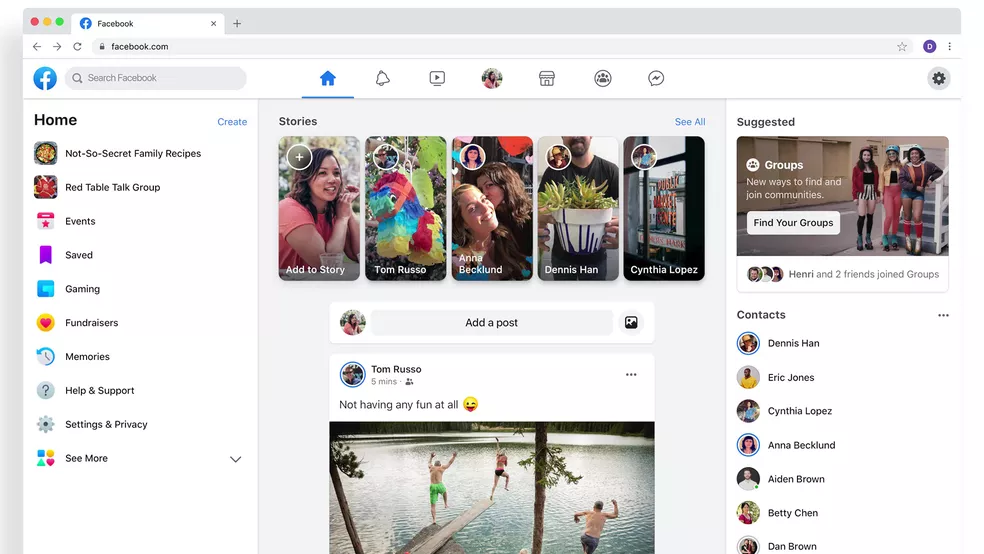 Facebook
facebook.com
D
Search Facebook
Home
Create
Not-So-Secret Family Recipes
Red Table Talk Group
Events
Saved
Gaming
Fundraisers
Memories
Help & Support
Settings & Privacy
See More
Stories
See All
Add to Story
Tom Russo
Anna
Becklund
Dennis Han
Cynthia Lopez
Add a post
Tom Russo
5 mins ·
Not having any fun at all 😜
Suggested
Groups
New ways to find and
join communities.
Find Your Groups
Henri and 2 friends joined Groups
Contacts
Dennis Han
Eric Jones
Cynthia Lopez
Anna Becklund
Aiden Brown
Betty Chen
Dan Brown